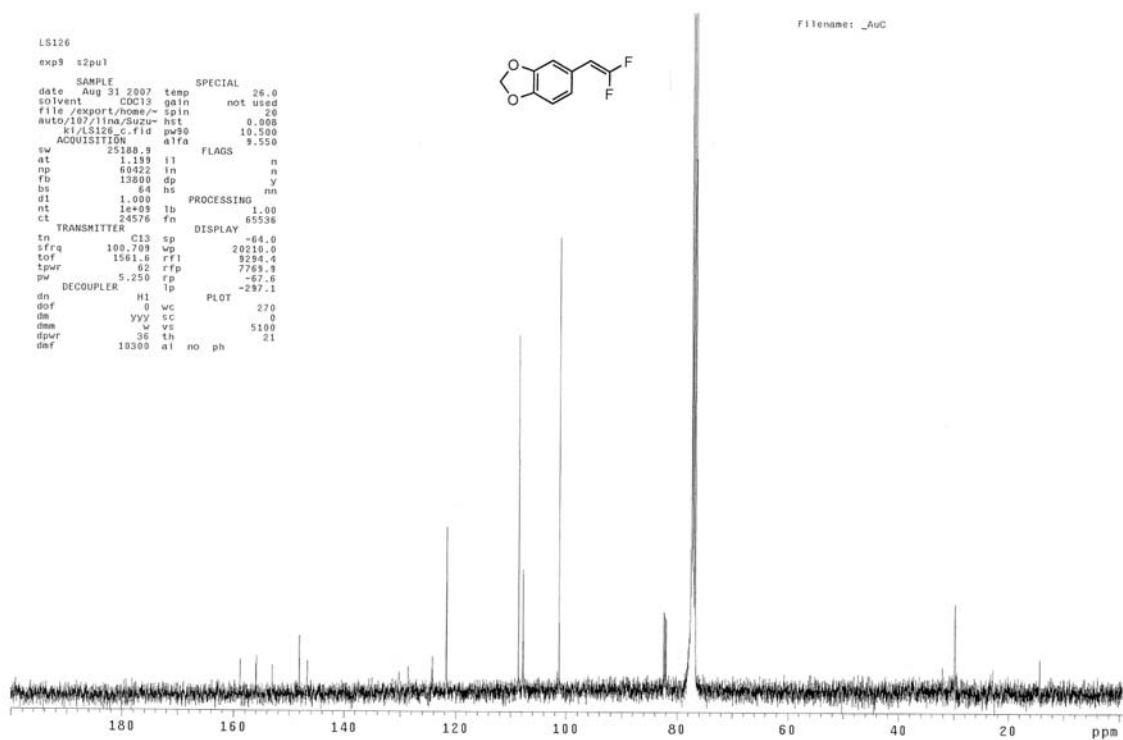 LS126
exp9 s2pul
SAMPLE SPECIAL
date Aug 31 2007 temp 26.0
solvent CDCl3 gain not used
file /export/home/~ spin 20
auto/107/lina/Suzu~ hst 0.008
ki/LS126_c.fid pw90 10.500
ACQUISITION alfa 9.550
sw 25188.9 FLAGS
at 1.199 il n
np 60422 in n
fb 13800 dp y
bs 64 hs nn
d1 1.000 PROCESSING
nt 1e+09 lb 1.00
ct 24576 fn 65536
TRANSMITTER DISPLAY
tn C13 sp -64.0
sfrq 100.709 wp 20210.0
tof 1561.6 rfl 9294.4
tpwr 62 rfp 7769.9
pw 5.250 rp -67.6
DECOUPLER lp -297.1
dn H1 PLOT
dof 0 wc 270
dm yyy sc 0
dmm w vs 5100
dpwr 36 th 21
dmf 10300 ai no ph
Filename: _AuC
O
O
F
F
180 160 140 120 100 80 60 40 20 ppm